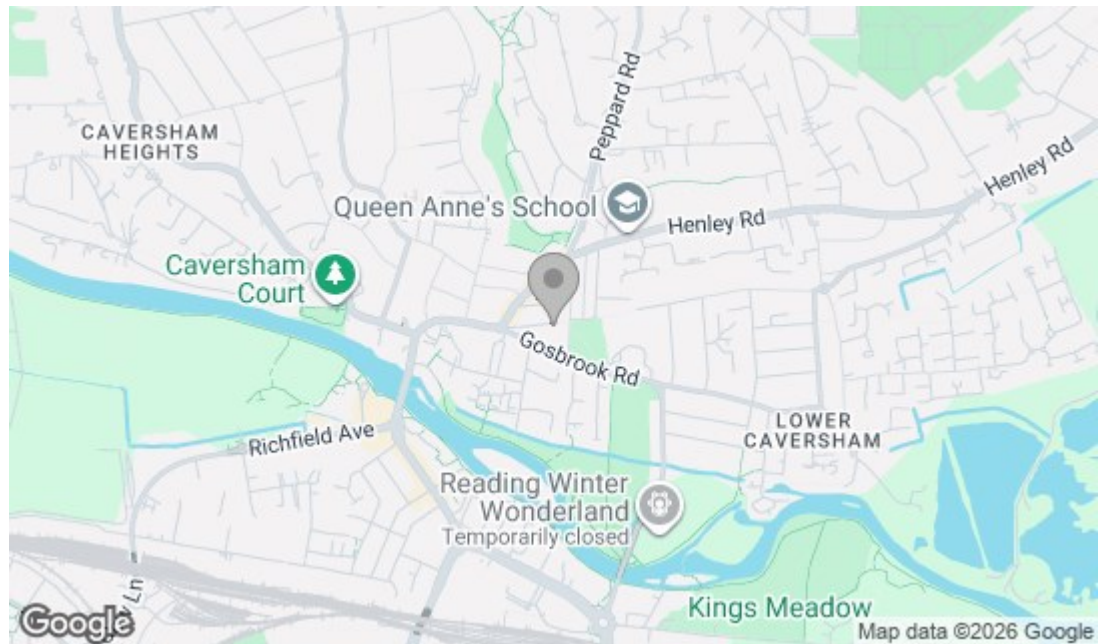 Peppard Rd
CAVERSHAM
HEIGHTS
Henley Rd
Queen Anne's School
Henley Rd
Caversham
Court
Gosbrook Rd
LOWER
CAVERSHAM
Richfield Ave
Reading Winter
Wonderland
Temporarily closed
Kings Meadow
Google
Map data ©2026 Google